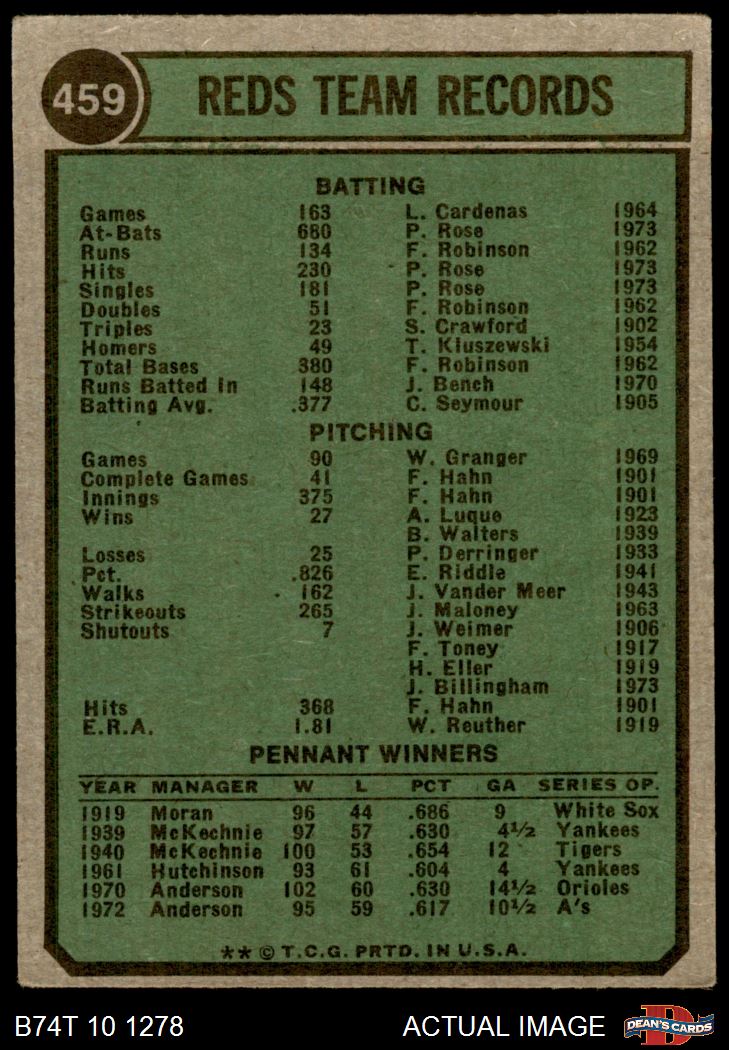 459 REDS TEAM RECORDS
BATTING
Games 163 L. Cardenas 1964
At-Bats 680 P. Rose 1973
Runs 134 F. Robinson 1962
Hits 230 P. Rose 1973
Singles 181 P. Rose 1973
Doubles 51 F. Robinson 1962
Triples 23 S. Crawford 1902
Homers 49 T. Kluszewski 1954
Total Bases 380 F. Robinson 1962
Runs Batted In 148 J. Bench 1970
Batting Avg. .377 C. Seymour 1905
PITCHING
Games 90 W. Granger 1969
Complete Games 41 F. Hahn 1901
Innings 375 F. Hahn 1901
Wins 27 A. Luque 1923
B. Walters 1939
Losses 25 P. Derringer 1933
Pct. .826 E. Riddle 1941
Walks 162 J. Vander Meer 1943
Strikeouts 265 J. Maloney 1963
Shutouts 7 J. Weimer 1906
F. Toney 1917
H. Eller 1919
J. Billingham 1973
Hits 368 F. Hahn 1901
E.R.A. 1.81 W. Reuther 1919
PENNANT WINNERS
YEAR MANAGER W L PCT GA SERIES OP.
1919 Moran 96 44 .686 9 White Sox
1939 McKechnie 97 57 .630 4½ Yankees
1940 McKechnie 100 53 .654 12 Tigers
1961 Hutchinson 93 61 .604 4 Yankees
1970 Anderson 102 60 .630 14½ Orioles
1972 Anderson 95 59 .617 10½ A's
** © T.C.G. PRTD. IN U.S.A.
B74T 10 1278 ACTUAL IMAGE D DEAN'S CARDS